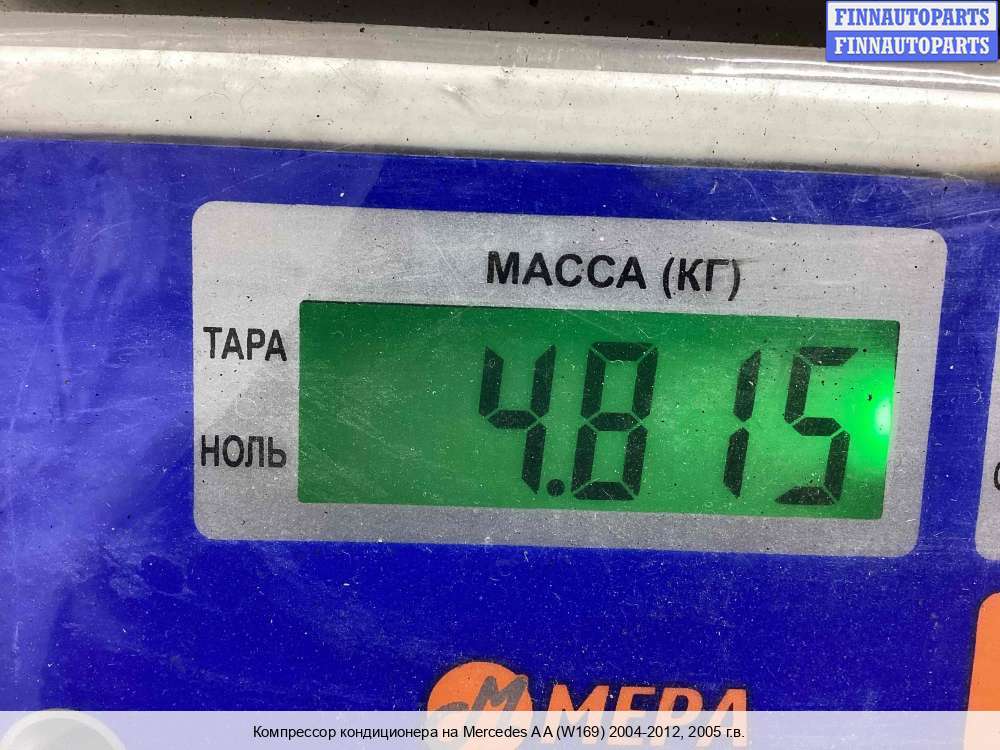 FINNAUTOPARTS
FINNAUTOPARTS
МАССА (КГ)
ТАРА
4.815
НОЛЬ
МЕРА
Компрессор кондиционера на Mercedes A A (W169) 2004-2012, 2005 г.в.